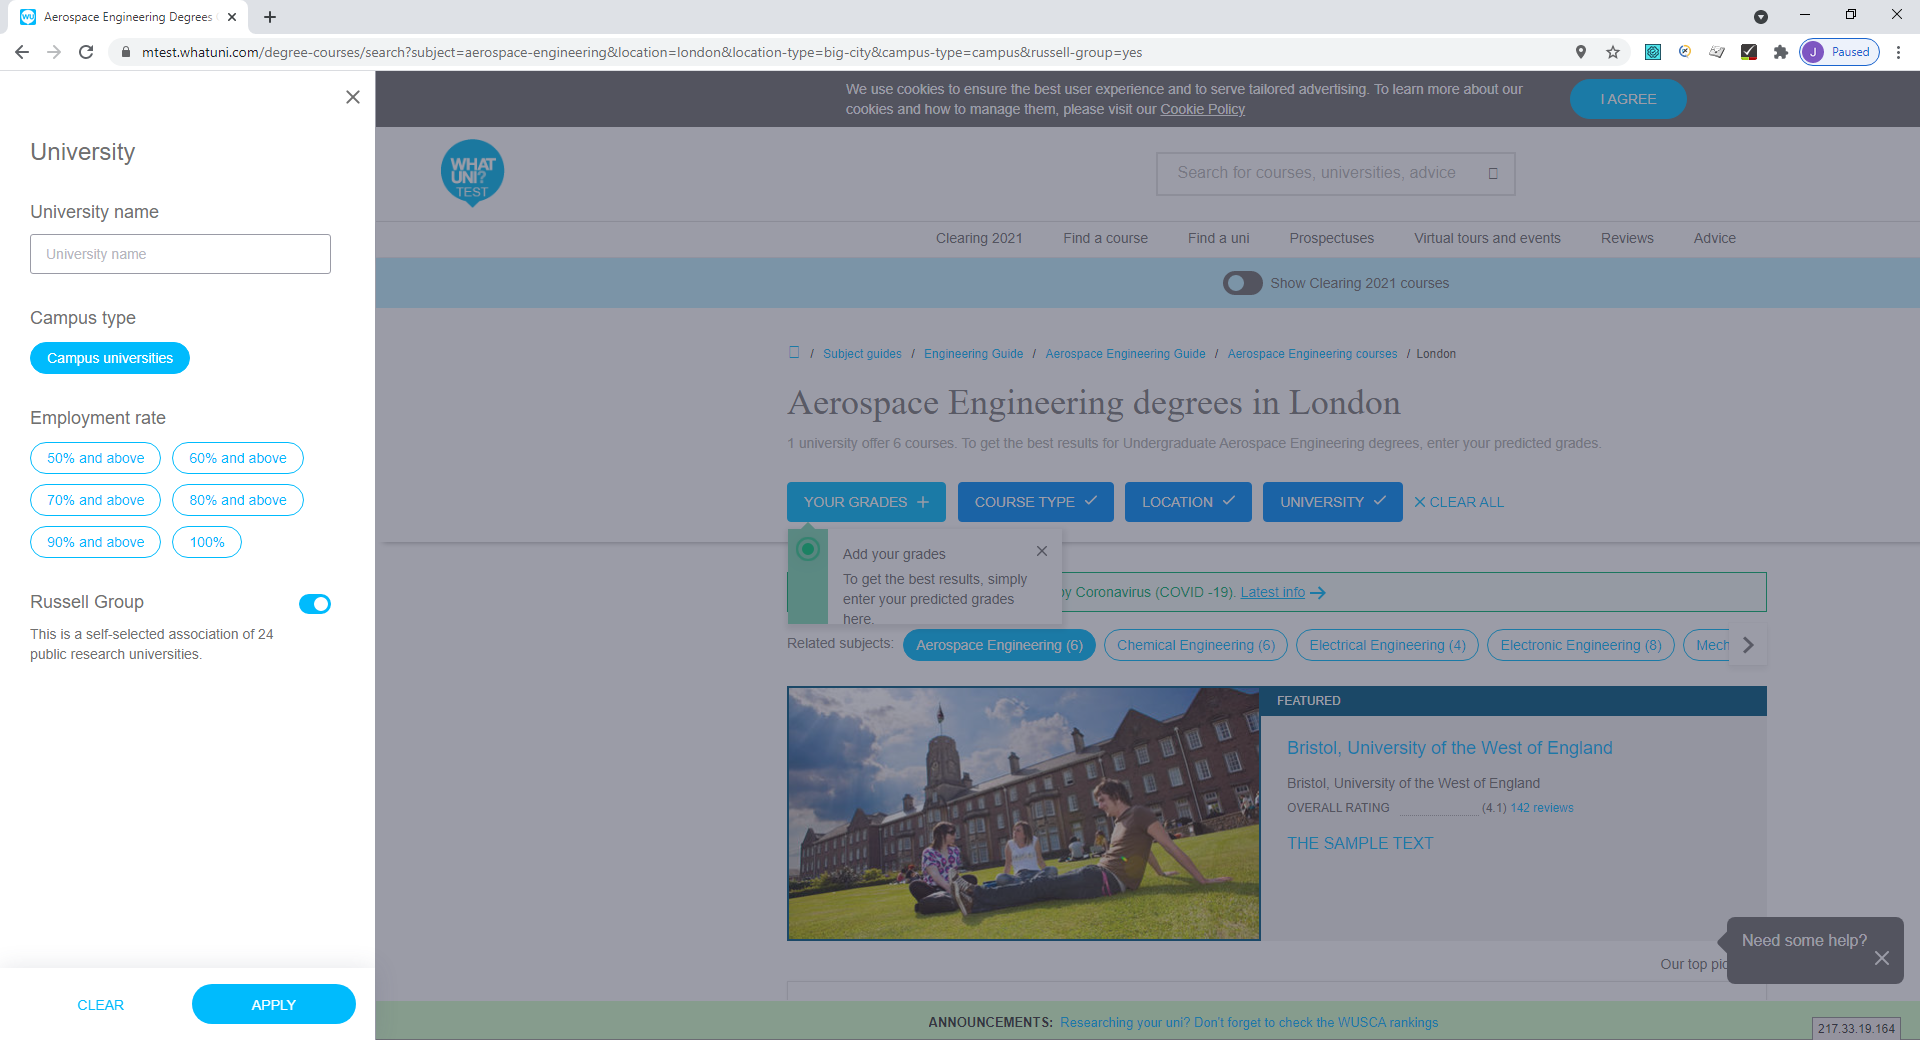 Aerospace Engineering Degrees
mtest.whatuni.com/degree-courses/search?subject=aerospace-engineering&location=london&location-type=big-city&campus-type=campus&russell-group=yes
J Paused
University
University name
University name
Campus type
Campus universities
Employment rate
50% and above
60% and above
70% and above
80% and above
90% and above
100%
Russell Group
This is a self-selected association of 24
public research universities.
CLEAR
APPLY
We use cookies to ensure the best user experience and to serve tailored advertising. To learn more about our
cookies and how to manage them, please visit our Cookie Policy
I AGREE
WHAT
UNI?
TEST
Search for courses, universities, advice
Clearing 2021
Find a course
Find a uni
Prospectuses
Virtual tours and events
Reviews
Advice
Show Clearing 2021 courses
/ Subject guides / Engineering Guide / Aerospace Engineering Guide / Aerospace Engineering courses / London
Aerospace Engineering degrees in London
1 university offer 6 courses. To get the best results for Undergraduate Aerospace Engineering degrees, enter your predicted grades.
YOUR GRADES
COURSE TYPE
LOCATION
UNIVERSITY
CLEAR ALL
Add your grades
To get the best results, simply
enter your predicted grades
here.
by Coronavirus (COVID -19). Latest info
Related subjects:
Aerospace Engineering (6)
Chemical Engineering (6)
Electrical Engineering (4)
Electronic Engineering (8)
Mech
FEATURED
Bristol, University of the West of England
Bristol, University of the West of England
OVERALL RATING (4.1) 142 reviews
THE SAMPLE TEXT
Need some help?
Our top pic
ANNOUNCEMENTS: Researching your uni? Don't forget to check the WUSCA rankings
217.33.19.164